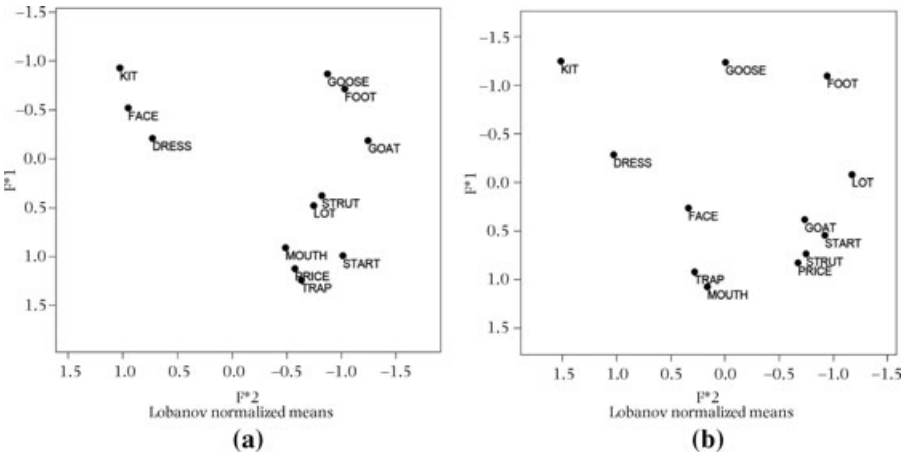 −1.5
−1.0
−0.5
0.0
0.5
1.0
1.5
F*1
KIT
FACE
DRESS
GOOSE
FOOT
GOAT
STRUT
LOT
MOUTH
START
PRICE
TRAP
1.5 1.0 0.5 0.0 −0.5 −1.0 −1.5
F*2
Lobanov normalized means
(a)
−1.5
−1.0
−0.5
0.0
0.5
1.0
1.5
F*1
KIT
GOOSE
FOOT
DRESS
LOT
FACE
GOAT
START
STRUT
PRICE
TRAP
MOUTH
1.5 1.0 0.5 0.0 −0.5 −1.0 −1.5
F*2
Lobanov normalized means
(b)